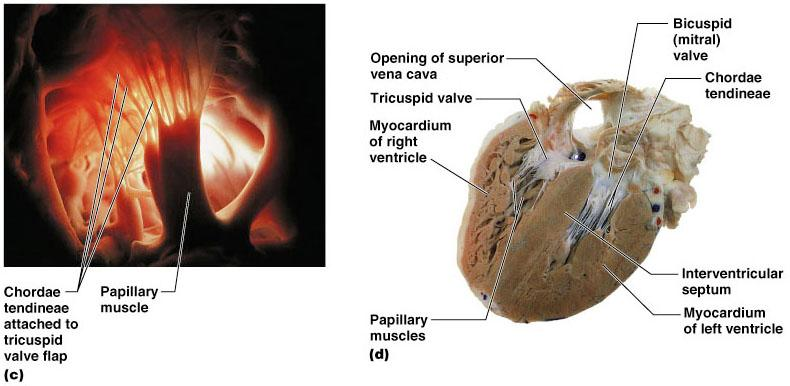 Chordae
tendineae
attached to
tricuspid
valve flap
Papillary
muscle
(c)
Opening of superior
vena cava
Tricuspid valve
Myocardium
of right
ventricle
Papillary
muscles
(d)
Bicuspid
(mitral)
valve
Chordae
tendineae
Interventricular
septum
Myocardium
of left ventricle